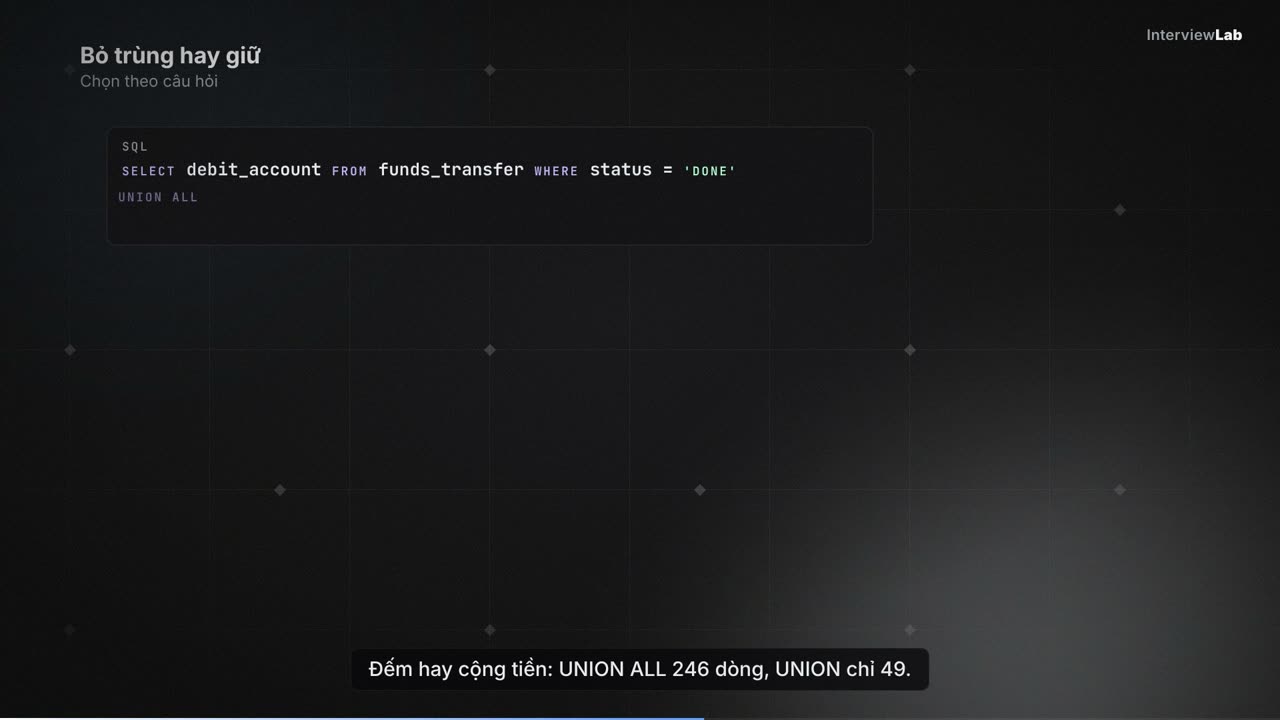 Bỏ trùng hay giữ
Chọn theo câu hỏi
InterviewLab
SQL
SELECT debit_account FROM funds_transfer WHERE status = 'DONE'
UNION ALL
Đếm hay cộng tiền: UNION ALL 246 dòng, UNION chỉ 49.